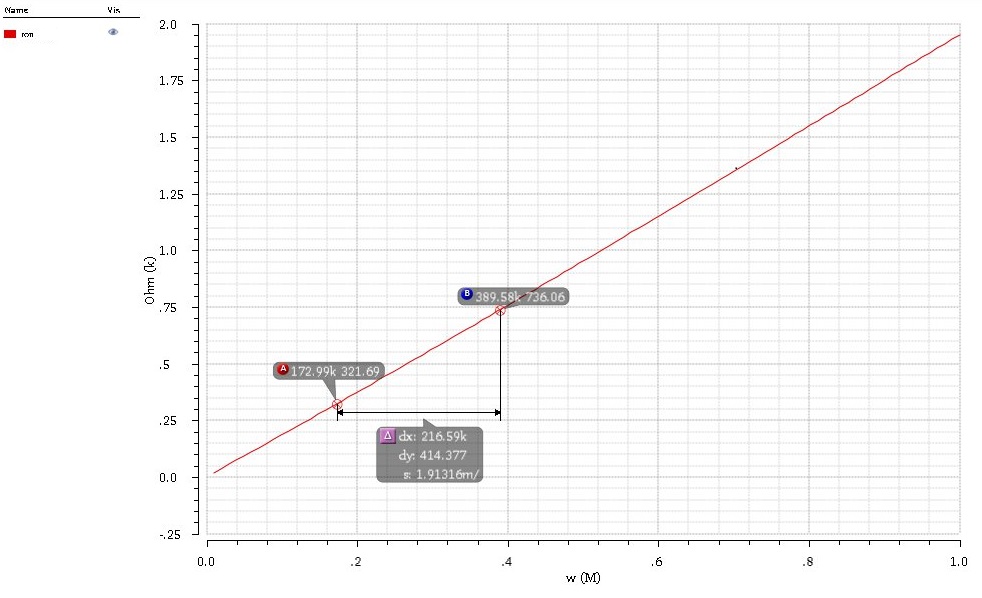 Name Vis
ron
2.0
1.75
1.5
1.25
1.0
.75
.5
.25
0.0
-.25
Ohm (k)
B 389.58k 736.06
A 172.99k 321.69
Δ dx: 216.59k
dy: 414.377
s: 1.91316m/
0.0 .2 .4 .6 .8 1.0
w (M)